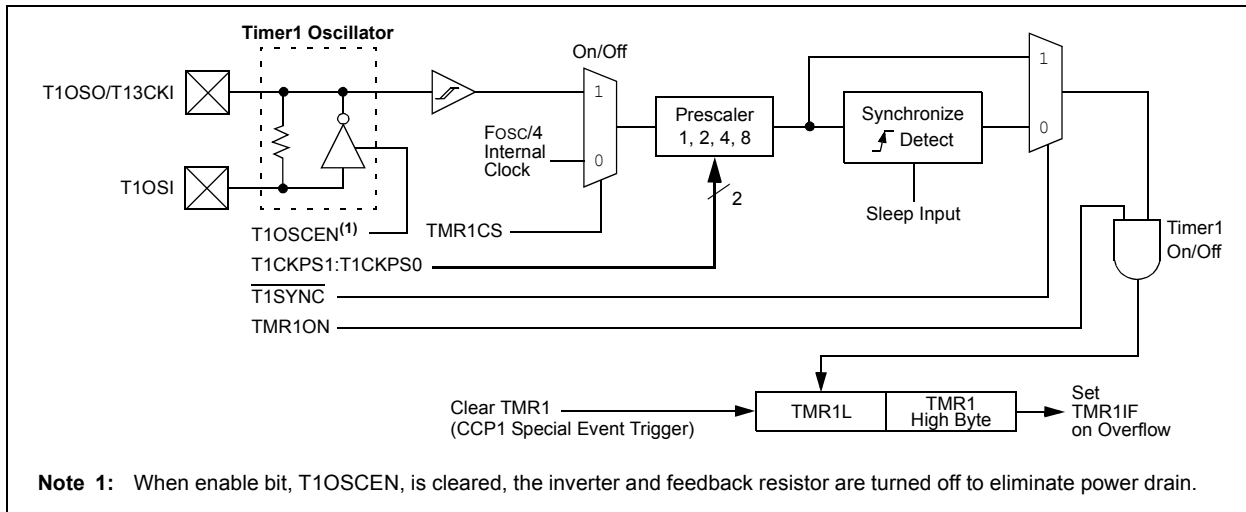 Timer1 Oscillator
On/Off
T1OSO/T13CKI
1
1
FOSC/4
Internal
Clock
0
Prescaler
1, 2, 4, 8
Synchronize
Detect
0
T1OSI
2
Sleep Input
T1OSCEN(1)
TMR1CS
Timer1
On/Off
T1CKPS1:T1CKPS0
T1SYNC
TMR1ON
Clear TMR1
(CCP1 Special Event Trigger)
TMR1L
TMR1
High Byte
Set
TMR1IF
on Overflow
Note 1: When enable bit, T1OSCEN, is cleared, the inverter and feedback resistor are turned off to eliminate power drain.